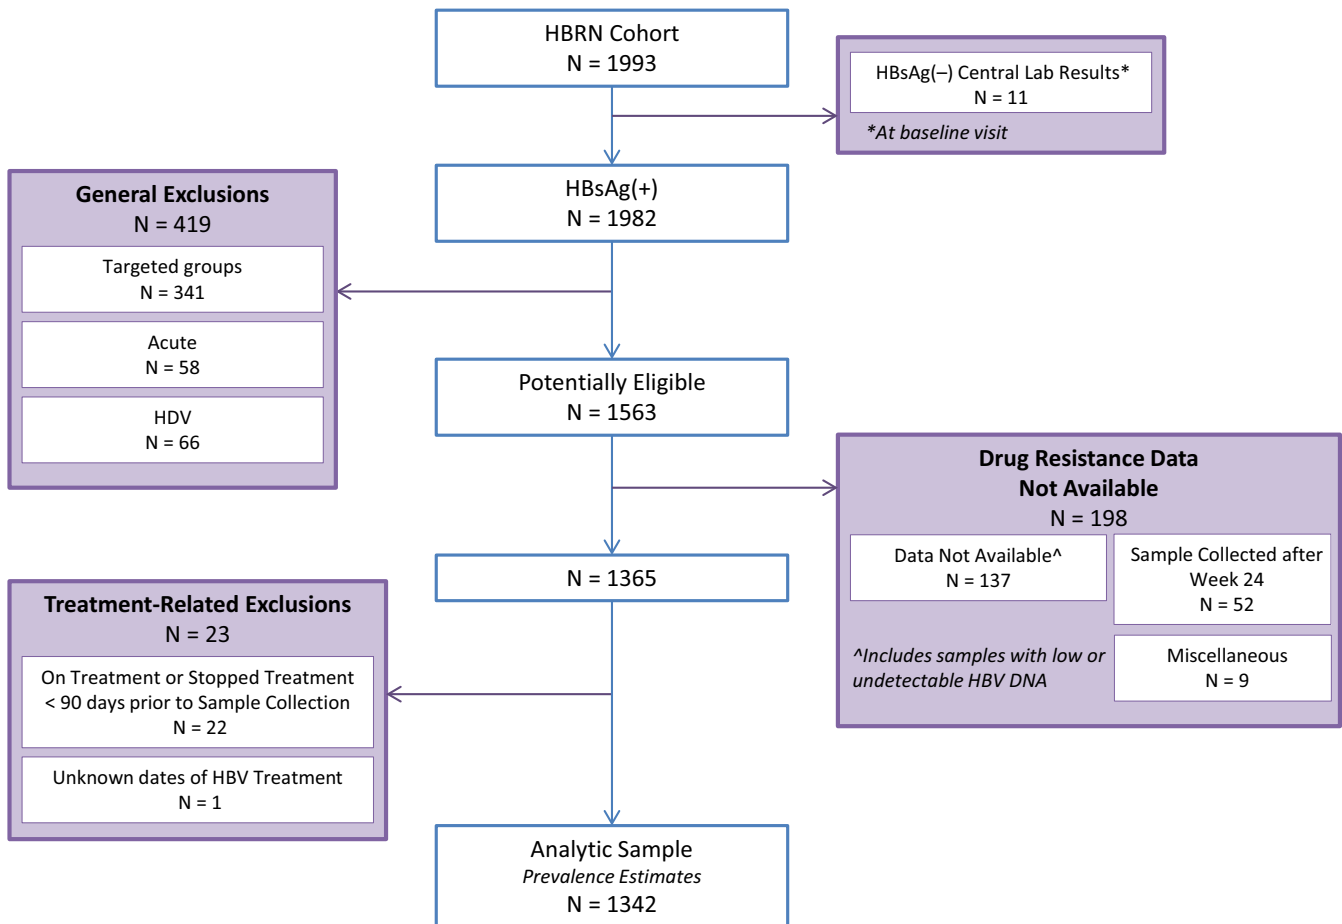 HBRN Cohort
N = 1993
HBsAg(–) Central Lab Results*
N = 11
*At baseline visit
HBsAg(+)
N = 1982
General Exclusions
N = 419
Targeted groups
N = 341
Acute
N = 58
HDV
N = 66
Potentially Eligible
N = 1563
Drug Resistance Data
Not Available
N = 198
Data Not Available^
N = 137
Sample Collected after
Week 24
N = 52
^Includes samples with low or
undetectable HBV DNA
Miscellaneous
N = 9
N = 1365
Treatment-Related Exclusions
N = 23
On Treatment or Stopped Treatment
< 90 days prior to Sample Collection
N = 22
Unknown dates of HBV Treatment
N = 1
Analytic Sample
Prevalence Estimates
N = 1342